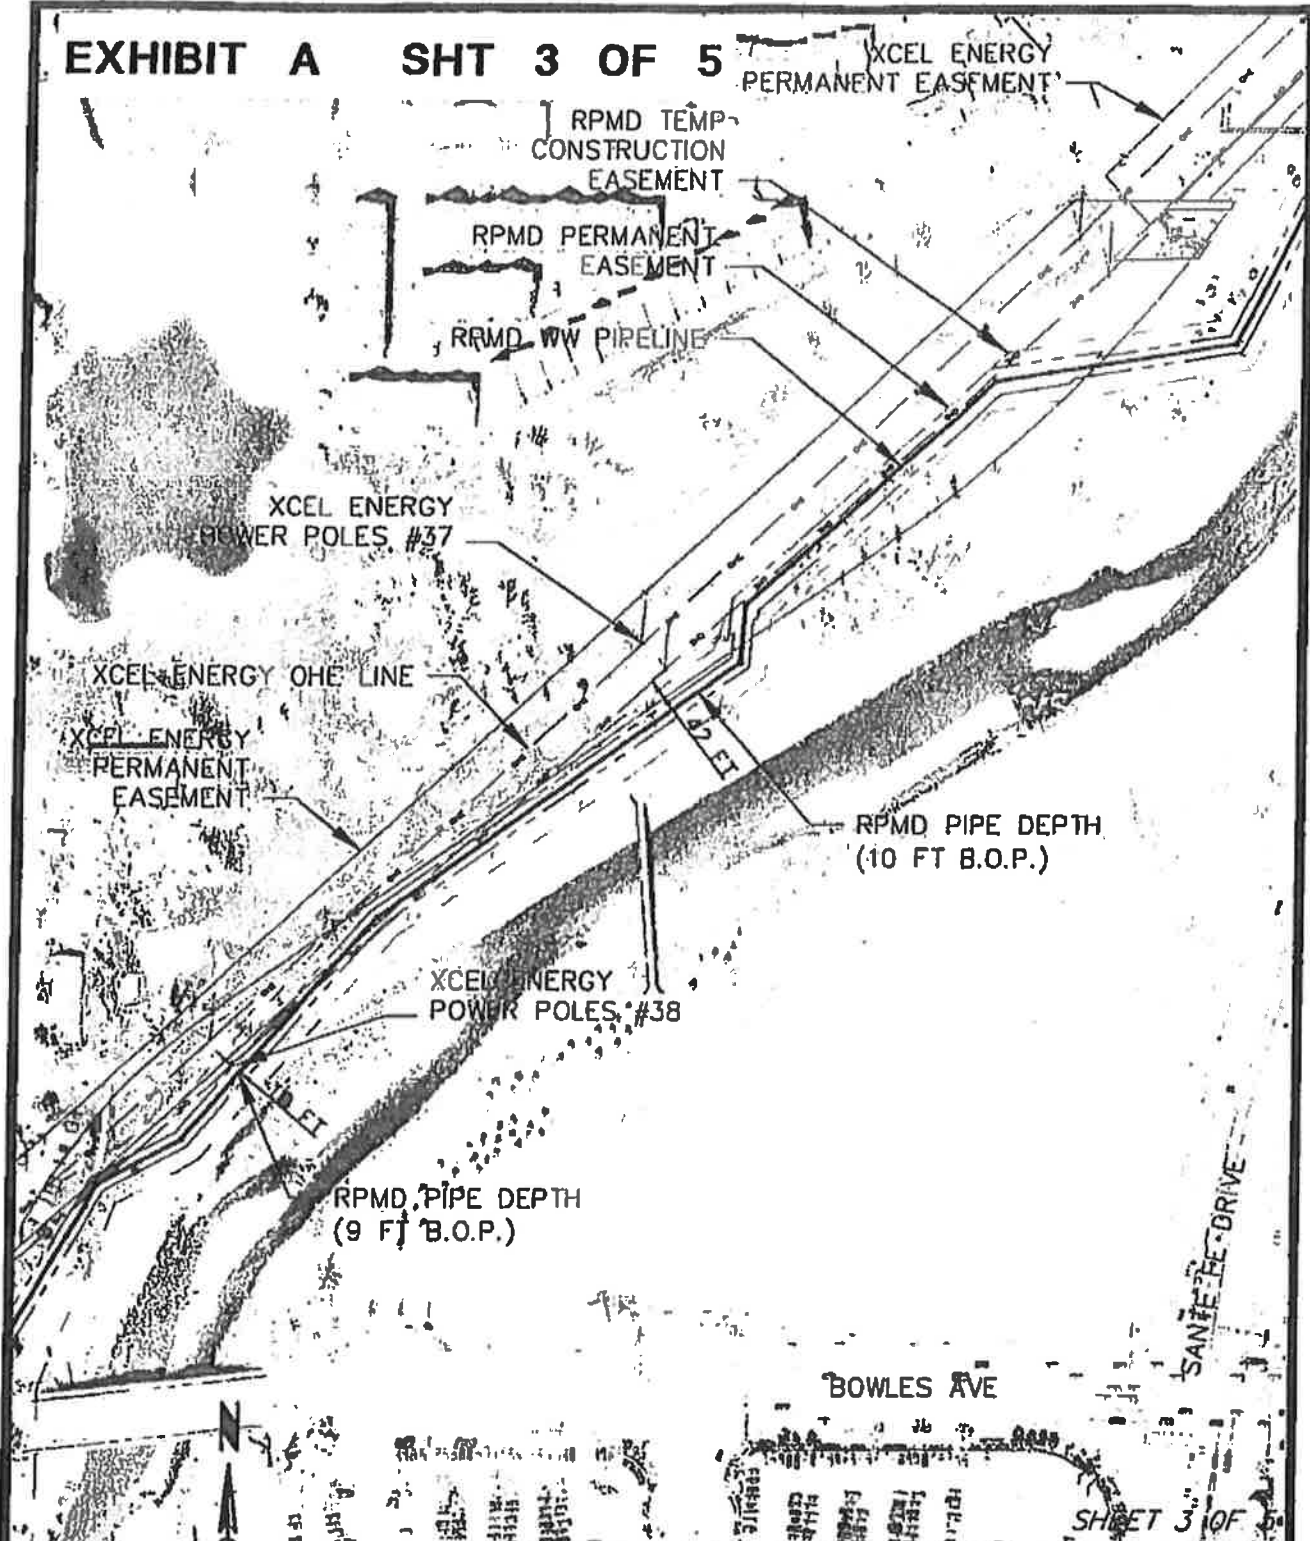 EXHIBIT A SHT 3 OF 5
XCEL ENERGY
PERMANENT EASEMENT
RPMD TEMP
CONSTRUCTION
EASEMENT
RPMD PERMANENT
EASEMENT
RPMD WW PIPELINE
XCEL ENERGY
POWER POLES #37
XCEL ENERGY OHE LINE
XCEL ENERGY
PERMANENT
EASEMENT
42 FT
RPMD PIPE DEPTH
(10 FT B.O.P.)
XCEL ENERGY
POWER POLES #38
FT
RPMD PIPE DEPTH
(9 FT B.O.P.)
SANTE FE DRIVE
BOWLES AVE
N
SHEET 3 OF 5